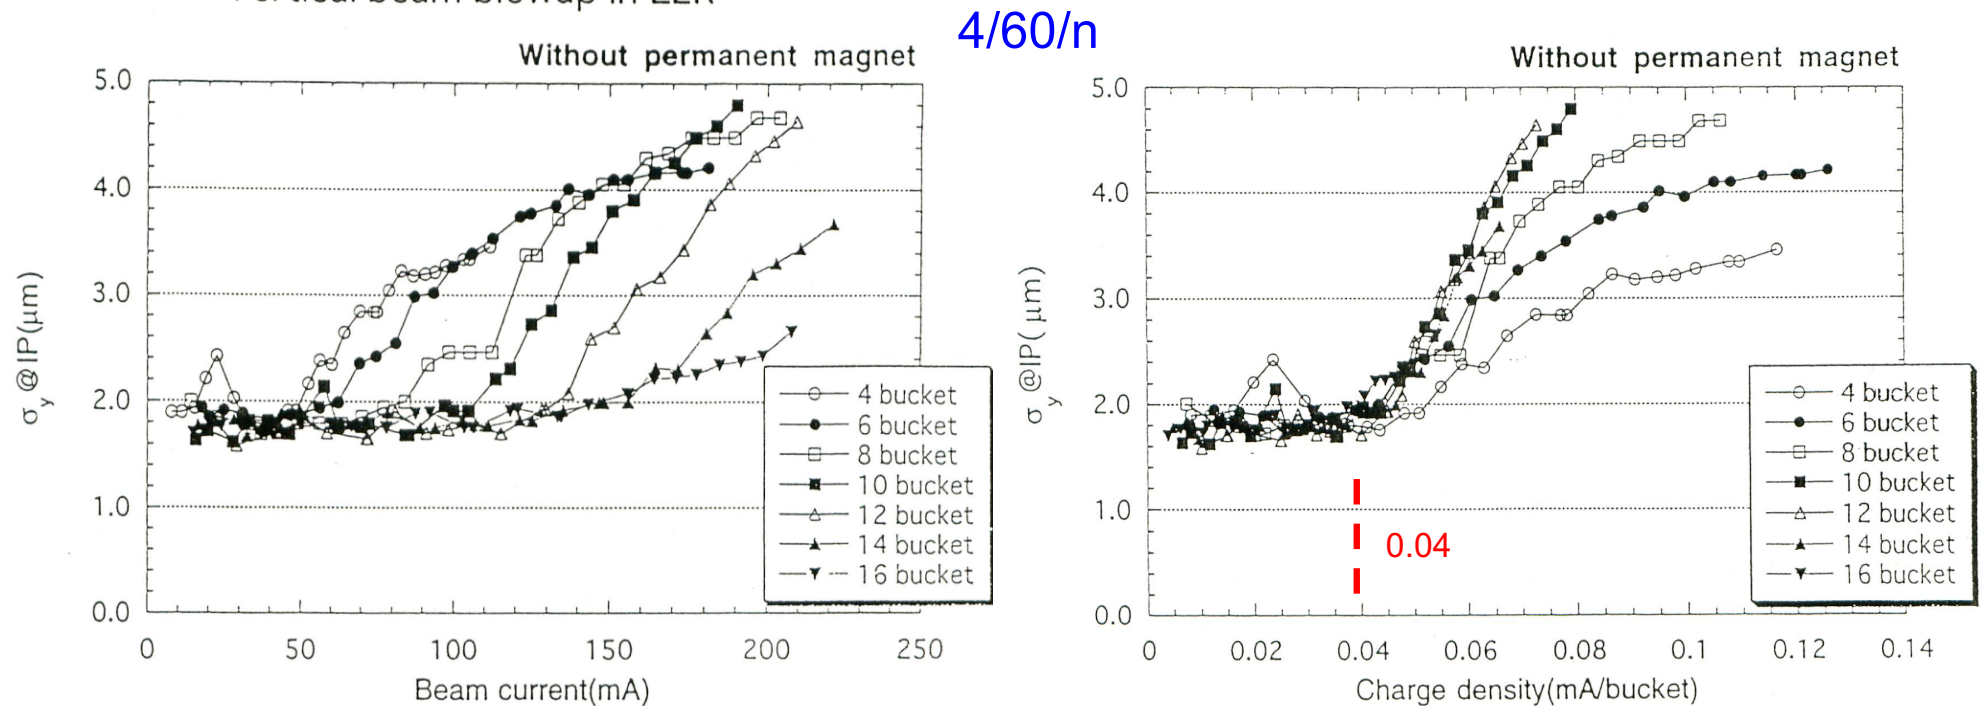 4/60/n
Without permanent magnet
5.0
4.0
3.0
2.0
1.0
0.0
σy @IP(μm)
0 50 100 150 200 250
Beam current(mA)
4 bucket
6 bucket
8 bucket
10 bucket
12 bucket
14 bucket
16 bucket
Without permanent magnet
5.0
4.0
3.0
2.0
1.0
0.0
σy @IP( μm)
0.04
0 0.02 0.04 0.06 0.08 0.1 0.12 0.14
Charge density(mA/bucket)
4 bucket
6 bucket
8 bucket
10 bucket
12 bucket
14 bucket
16 bucket